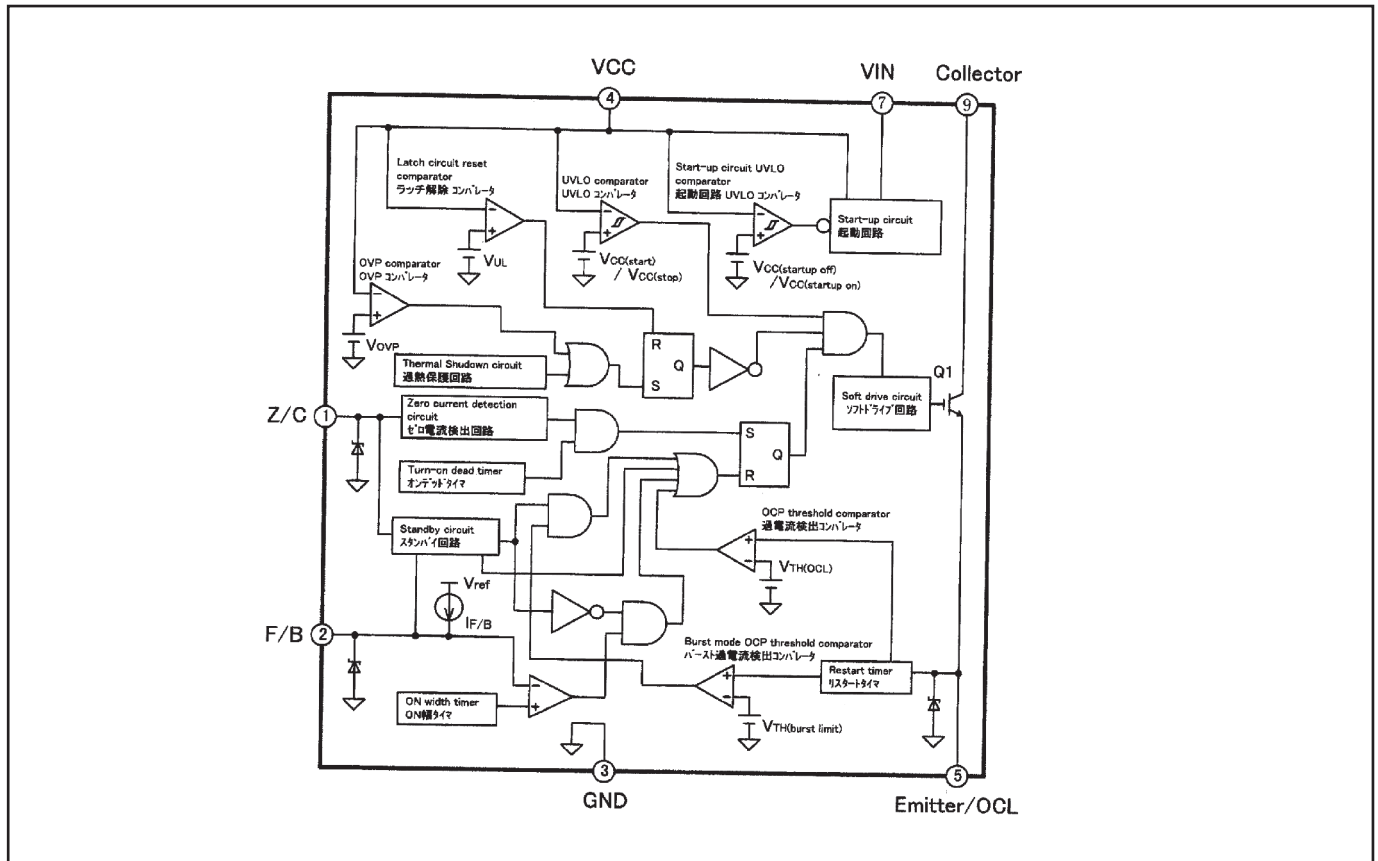 VCC
VIN
Collector
4
7
9
Latch circuit reset
comparator
ラッチ解除 コンパレータ
UVLO comparator
UVLO コンパレータ
Start-up circuit UVLO
comparator
起動回路 UVLO コンパレータ
Start-up circuit
起動回路
VUL
VCC(start)
/ VCC(stop)
VCC(startup off)
/VCC(startup on)
OVP comparator
OVP コンパレータ
VOVP
Thermal Shudown circuit
過熱保護回路
R
Q
S
Q1
Soft drive circuit
ソフトドライブ回路
Z/C
1
Zero current detection
circuit
ゼロ電流検出回路
Turn-on dead timer
オンデッドタイマ
S
Q
R
Standby circuit
スタンバイ回路
OCP threshold comparator
過電流検出コンパレータ
VTH(OCL)
Vref
IF/B
F/B
2
Burst mode OCP threshold comparator
バースト過電流検出コンパレータ
Restart timer
リスタートタイマ
ON width timer
ON幅タイマ
VTH(burst limit)
3
GND
5
Emitter/OCL